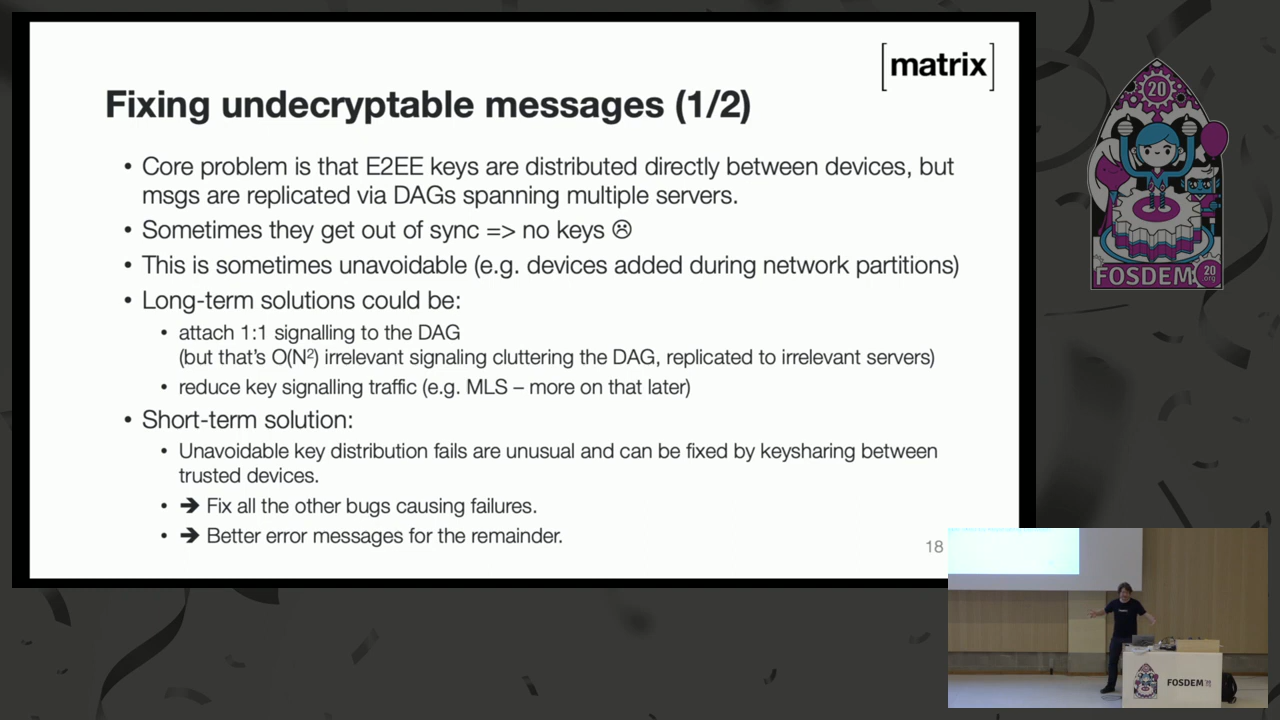 [matrix]
Fixing undecryptable messages (1/2)
• Core problem is that E2EE keys are distributed directly between devices, but
msgs are replicated via DAGs spanning multiple servers.
• Sometimes they get out of sync => no keys ☹
• This is sometimes unavoidable (e.g. devices added during network partitions)
• Long-term solutions could be:
• attach 1:1 signalling to the DAG
(but that's O(N²) irrelevant signaling cluttering the DAG, replicated to irrelevant servers)
• reduce key signalling traffic (e.g. MLS – more on that later)
• Short-term solution:
• Unavoidable key distribution fails are unusual and can be fixed by keysharing between
trusted devices.
• ➔ Fix all the other bugs causing failures.
• ➔ Better error messages for the remainder.
18
20
FOSDEM 20
.org
FOSDEM